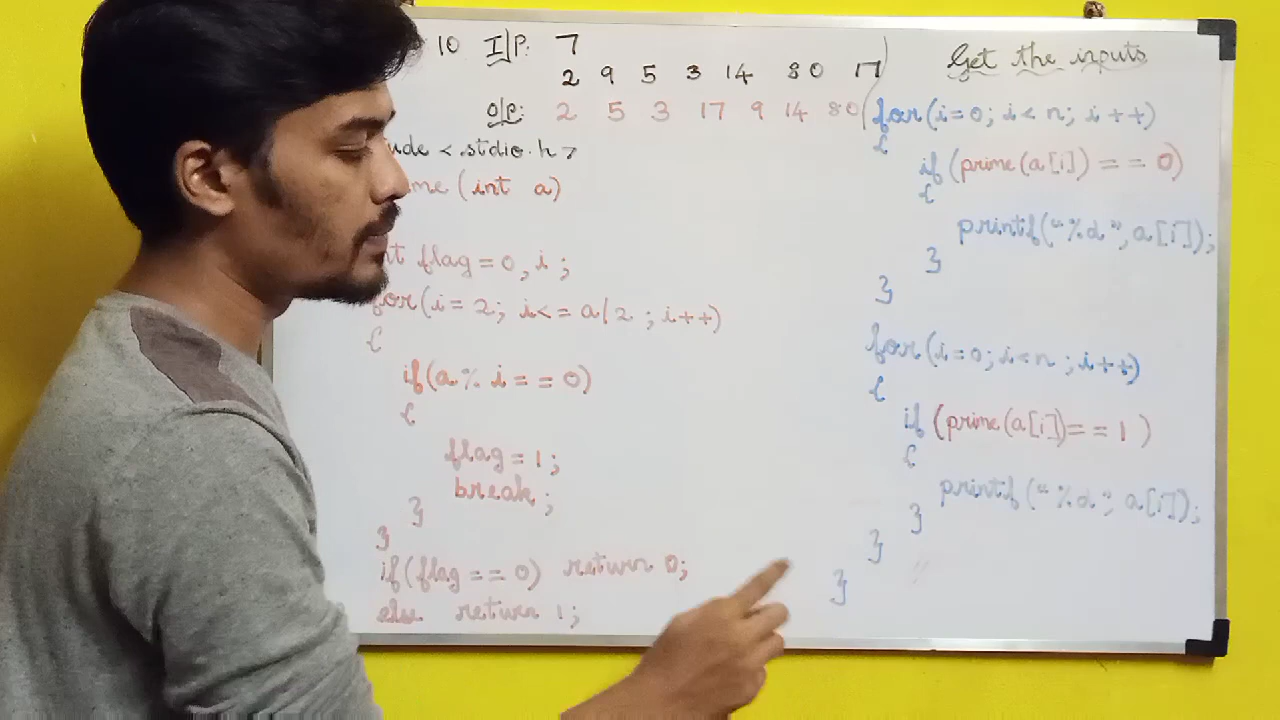 10 I/P: 7
2 9 5 3 14 80 17
O/P: 2 5 3 17 9 14 80
ude < stdio.h >
me (int a)
t flag = 0, i ;
for(i = 2; i <= a/2 ; i++)
{
if(a % i == 0)
{
flag = 1;
break ;
}
}
if(flag == 0) return 0;
else return 1;
Get the inputs
for(i=0; i < n; i ++)
{
if (prime(a[i]) == 0)
{
printf("%d", a[i]);
}
}
for(i=0; i<n ; i++)
{
if (prime(a[i]) == 1 )
{
printf("%d", a[i]);
}
}
}